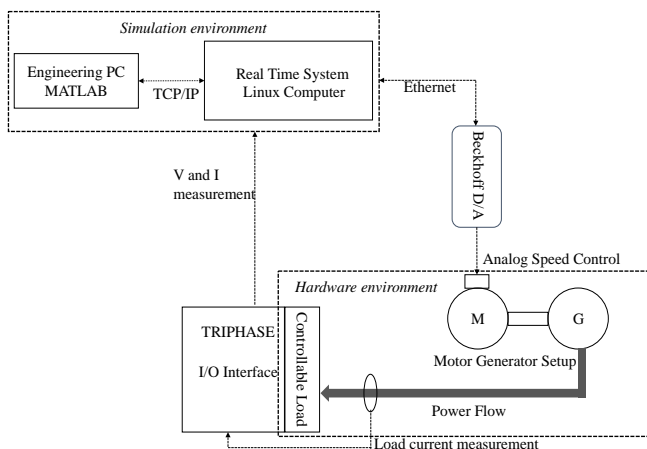 Simulation environment
Engineering PC
MATLAB
TCP/IP
Real Time System
Linux Computer
Ethernet
Beckhoff D/A
V and I
measurement
Analog Speed Control
Hardware environment
TRIPHASE
I/O Interface
Controllable Load
M
G
Motor Generator Setup
Power Flow
Load current measurement